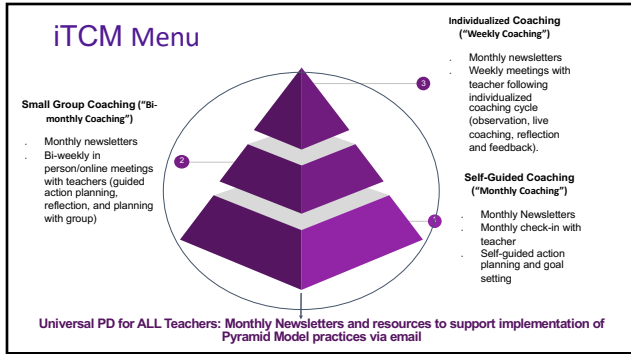 iTCM Menu
Individualized Coaching
("Weekly Coaching")
. Monthly newsletters
. Weekly meetings with
teacher following
individualized
coaching cycle
(observation, live
coaching, reflection
and feedback).
3
Small Group Coaching ("Bi-
monthly Coaching")
. Monthly newsletters
. Bi-weekly in
person/online meetings
with teachers (guided
action planning,
reflection, and planning
with group)
2
Self-Guided Coaching
("Monthly Coaching")
. Monthly Newsletters
. Monthly check-in with
teacher
. Self-guided action
planning and goal
setting
1
Universal PD for ALL Teachers: Monthly Newsletters and resources to support implementation of
Pyramid Model practices via email